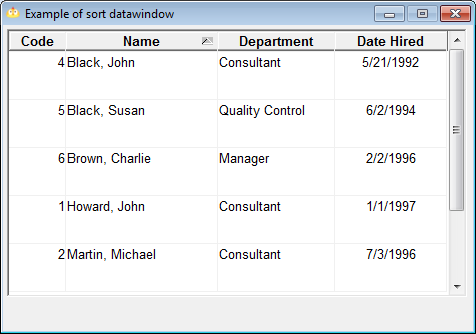 Example of sort datawindow
Code Name Department Date Hired
4 Black, John Consultant 5/21/1992
5 Black, Susan Quality Control 6/2/1994
6 Brown, Charlie Manager 2/2/1996
1 Howard, John Consultant 1/1/1997
2 Martin, Michael Consultant 7/3/1996